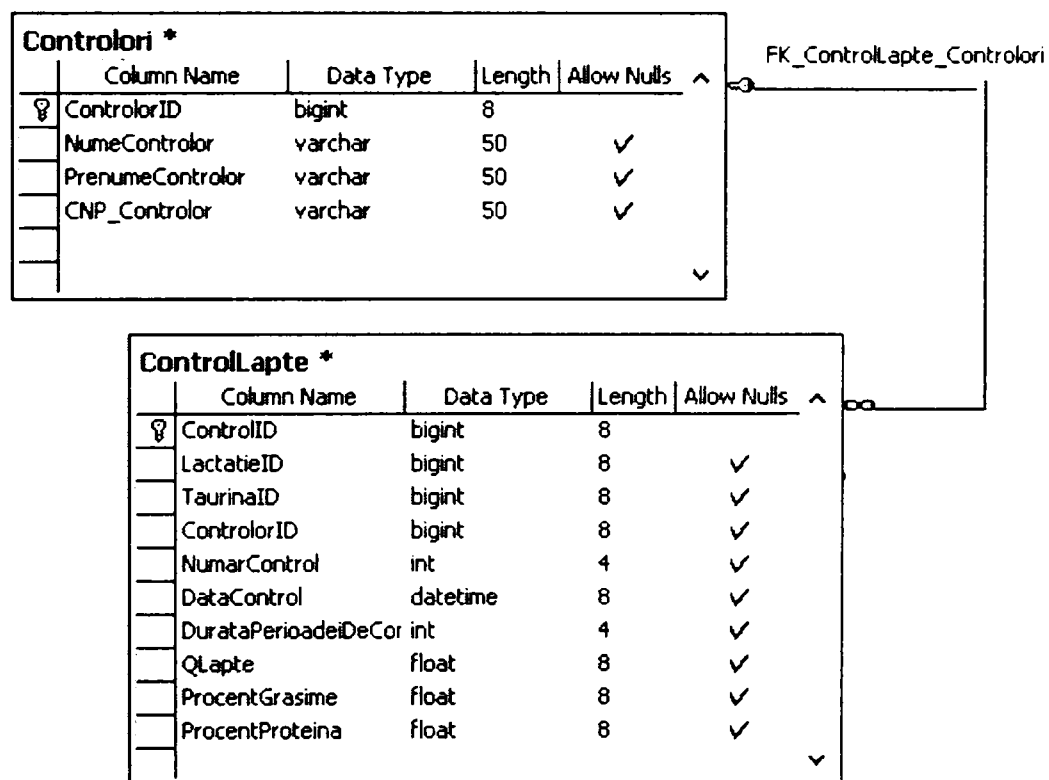 Controlori *
FK_ControlLapte_Controlori
Column Name Data Type Length Allow Nulls
ControlorID bigint 8
NumeControlor varchar 50 ✓
PrenumeControlor varchar 50 ✓
CNP_Controlor varchar 50 ✓
ControlLapte *
Column Name Data Type Length Allow Nulls
ControlID bigint 8
LactatieID bigint 8 ✓
TaurinaID bigint 8 ✓
ControlorID bigint 8 ✓
NumarControl int 4 ✓
DataControl datetime 8 ✓
DurataPerioadeiDeCor int 4 ✓
QLapte float 8 ✓
ProcentGrasime float 8 ✓
ProcentProteina float 8 ✓